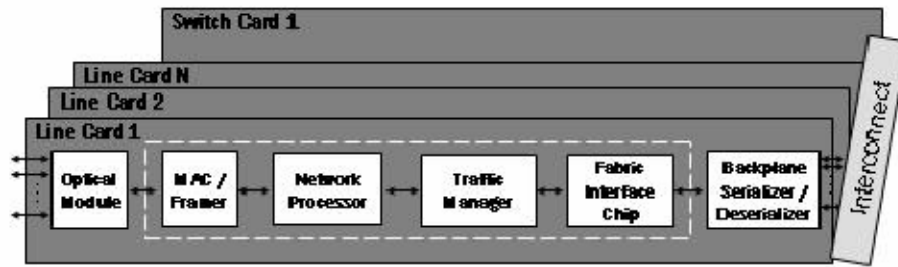 Switch Card 1
Line Card N
Line Card 2
Line Card 1
Optical
Module
MAC /
Framer
Network
Processor
Traffic
Manager
Fabric
Interface
Chip
Backplane
Serializer /
Deserializer
Interconnect